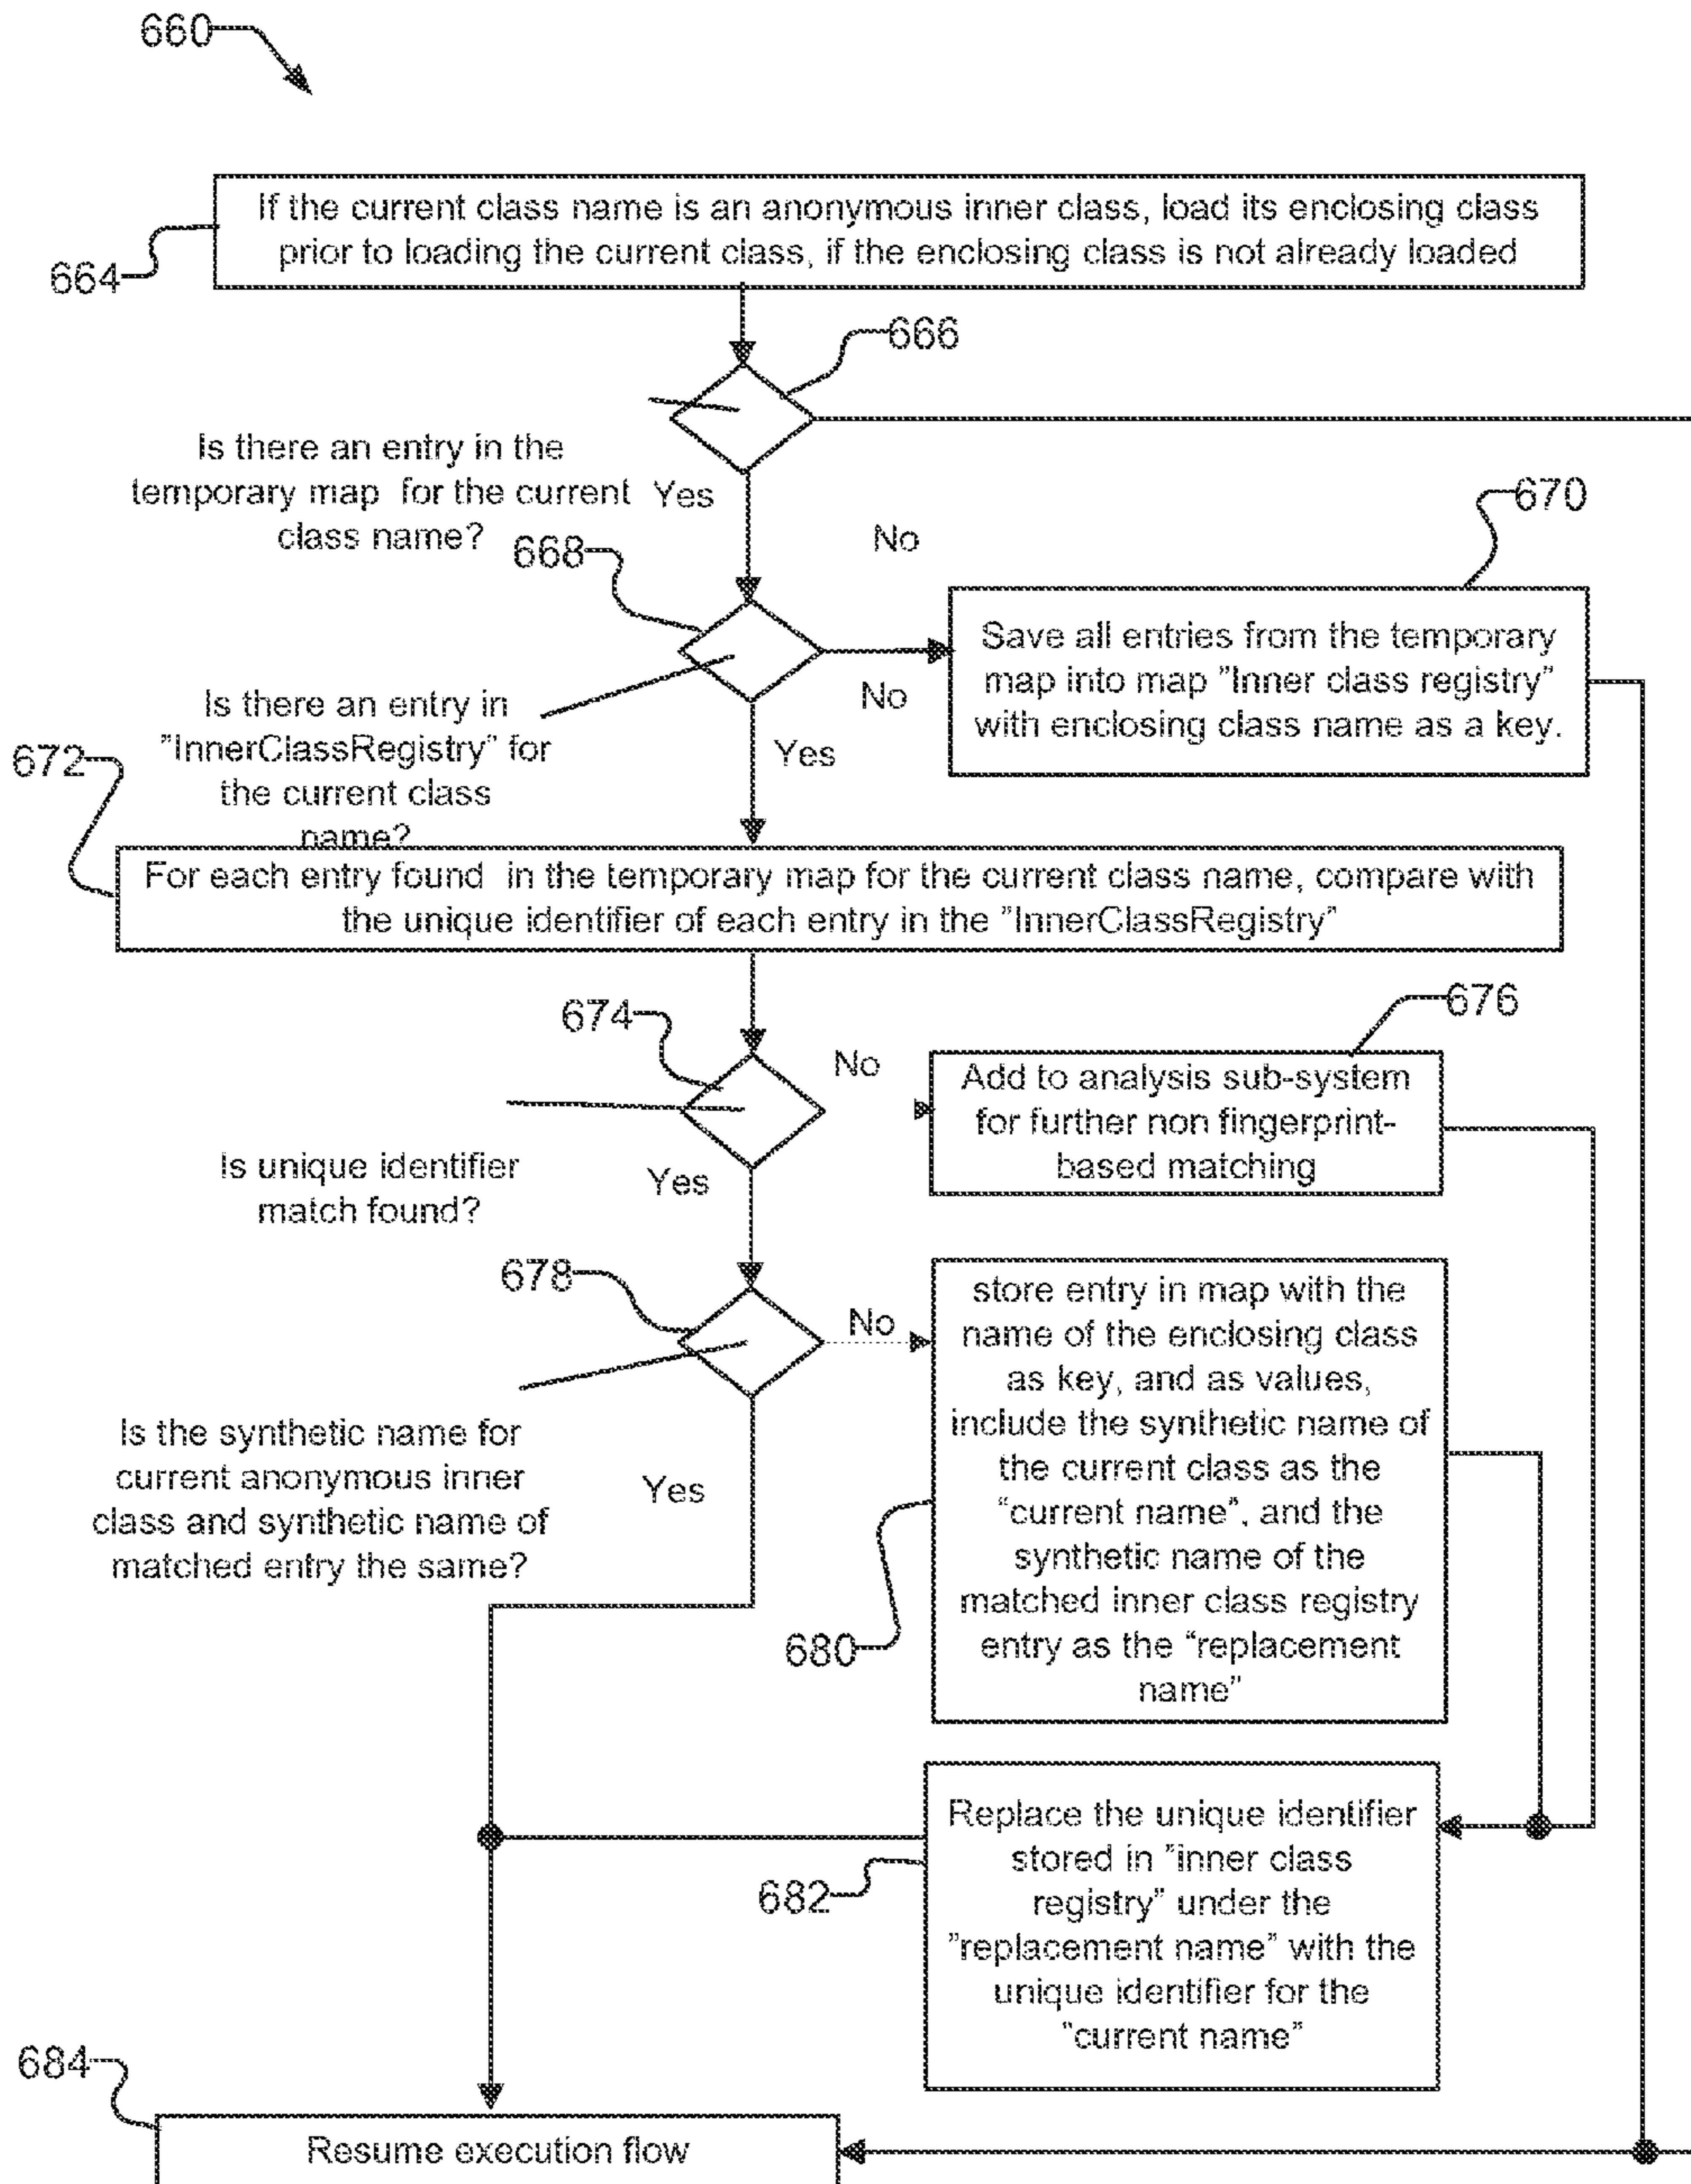 660
If the current class name is an anonymous inner class, load its enclosing class
prior to loading the current class, if the enclosing class is not already loaded
664
666
Is there an entry in the
temporary map for the current
class name?
Yes
No
668
670
Save all entries from the temporary
map into map "Inner class registry"
with enclosing class name as a key.
No
Is there an entry in
"InnerClassRegistry" for
the current class
name?
Yes
672
For each entry found in the temporary map for the current class name, compare with
the unique identifier of each entry in the "InnerClassRegistry"
674
No
676
Add to analysis sub-system
for further non fingerprint-
based matching
Is unique identifier
match found?
Yes
678
No
store entry in map with the
name of the enclosing class
as key, and as values,
include the synthetic name of
the current class as the
"current name", and the
synthetic name of the
matched inner class registry
entry as the "replacement
name"
Is the synthetic name for
current anonymous inner
class and synthetic name of
matched entry the same?
Yes
680
Replace the unique identifier
stored in "inner class
registry" under the
"replacement name" with the
unique identifier for the
"current name"
682
684
Resume execution flow